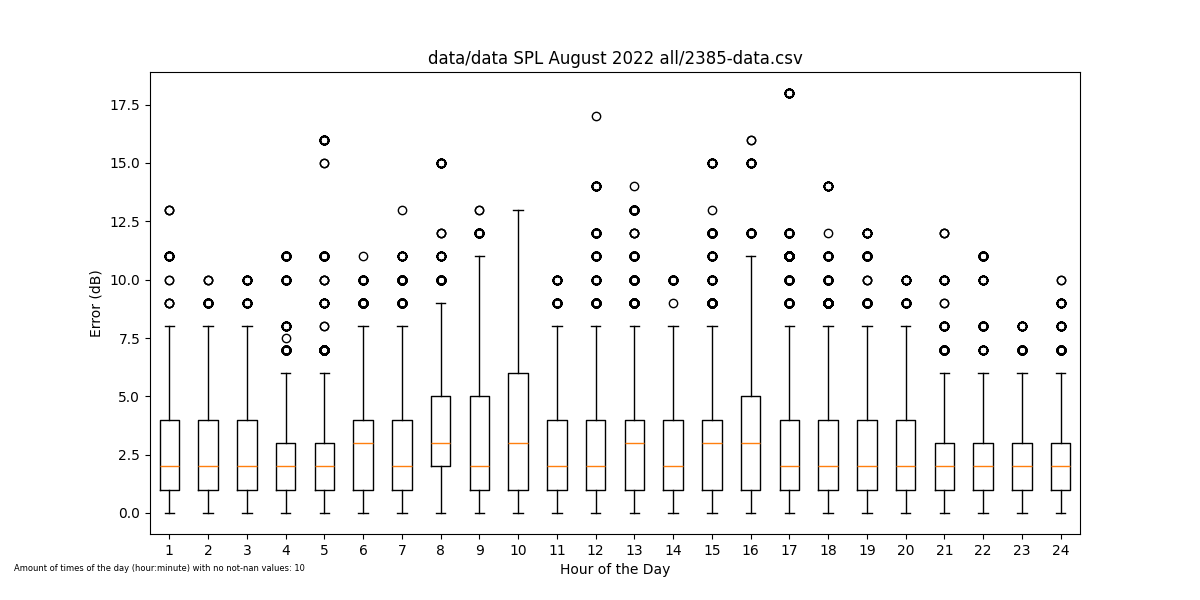 data/data SPL August 2022 all/2385-data.csv
17.5
15.0
12.5
10.0
7.5
5.0
2.5
0.0
Error (dB)
1 2 3 4 5 6 7 8 9 10 11 12 13 14 15 16 17 18 19 20 21 22 23 24
Hour of the Day
Amount of times of the day (hour:minute) with no not-nan values: 10